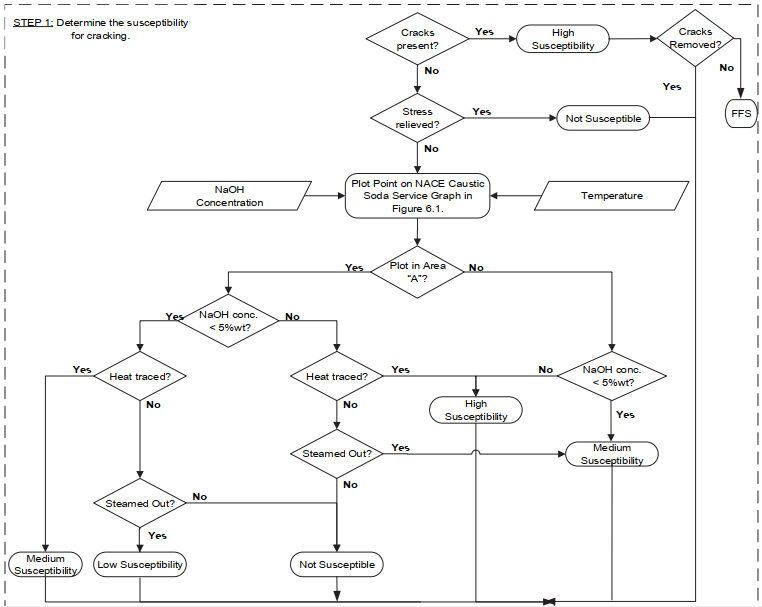 STEP 1: Determine the susceptibility
for cracking.
Cracks
present?
Yes
High
Susceptibility
Cracks
Removed?
No
No
Yes
FFS
Stress
relieved?
Yes
Not Susceptible
No
NaOH
Concentration
Plot Point on NACE Caustic
Soda Service Graph in
Figure 6.1.
Temperature
Plot in Area
"A"?
Yes
No
NaOH conc.
< 5%wt?
Yes
No
Heat traced?
Yes
No
Heat traced?
Yes
No
NaOH conc.
< 5%wt?
No
Yes
High
Susceptibility
Steamed Out?
Yes
No
Medium
Susceptibility
Steamed Out?
No
Yes
Medium
Susceptibility
Low Susceptibility
Not Susceptible